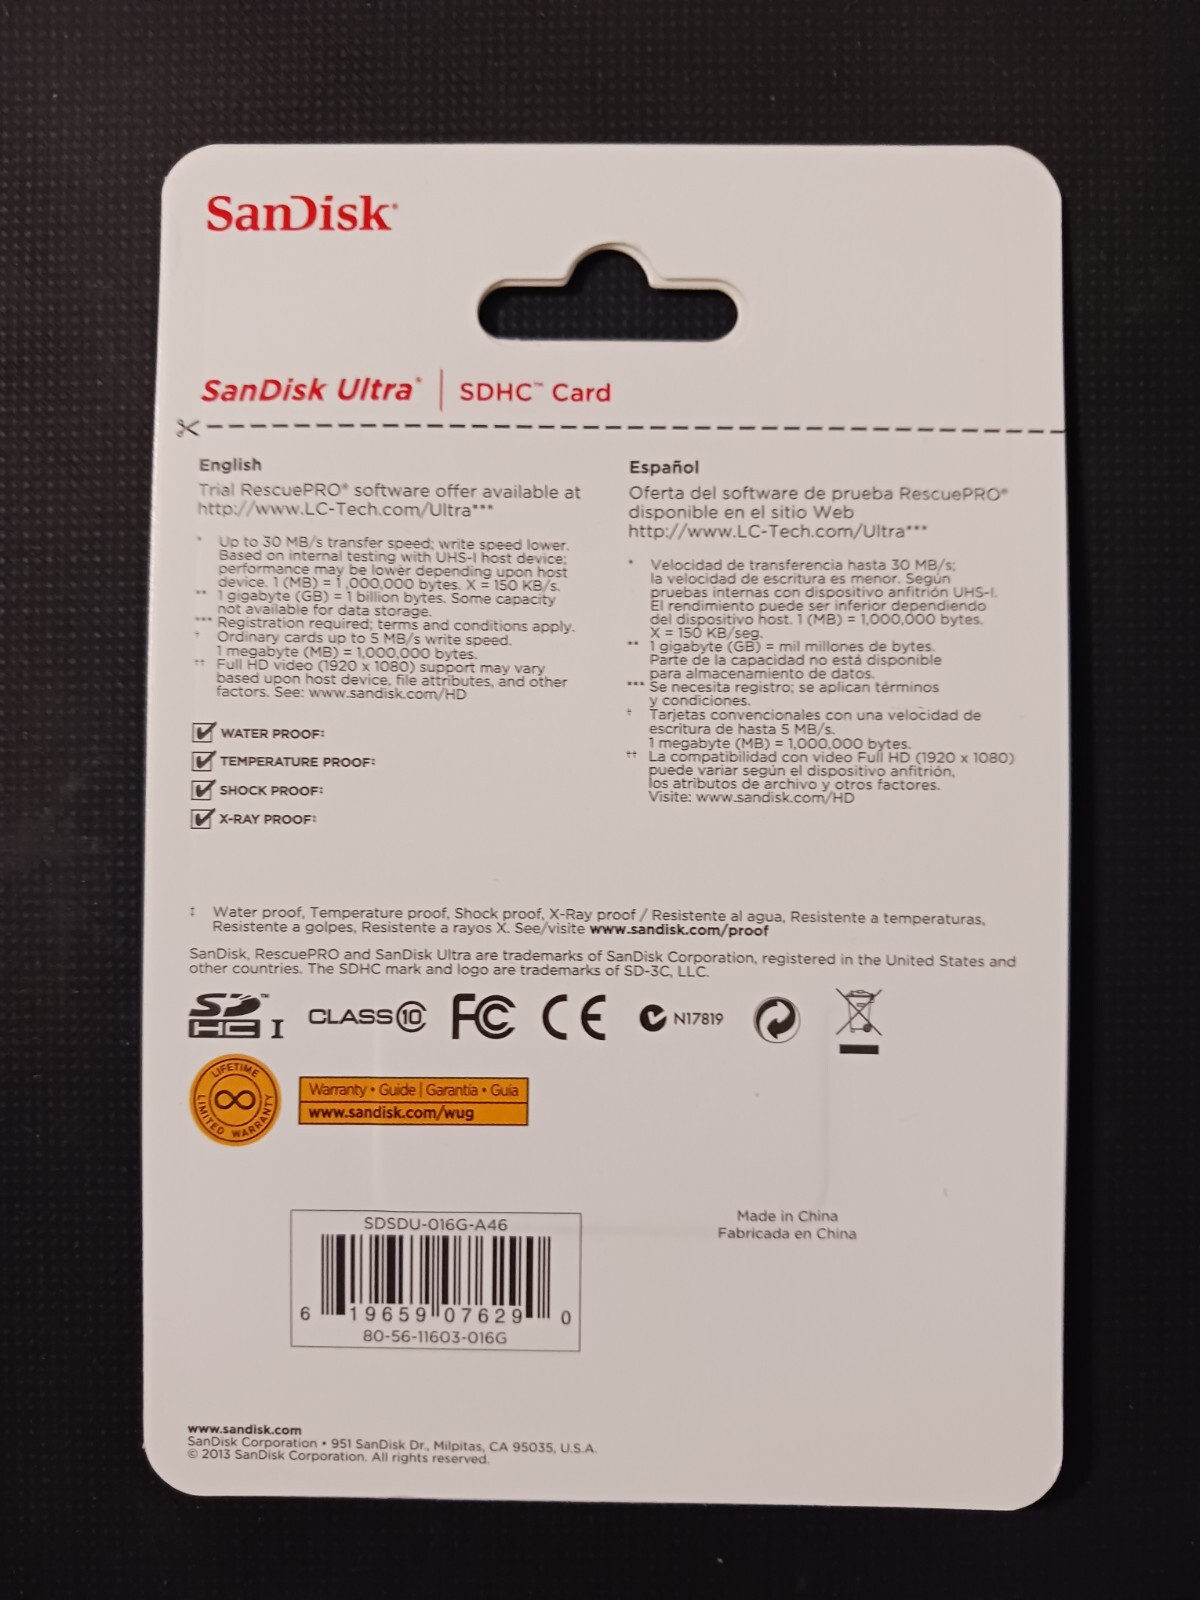 SanDisk®
SanDisk Ultra® | SDHC™ Card
English
Trial RescuePRO® software offer available at
http://www.LC-Tech.com/Ultra***
* Up to 30 MB/s transfer speed; write speed lower.
Based on internal testing with UHS-I host device;
performance may be lower depending upon host
device. 1 (MB) = 1,000,000 bytes. X = 150 KB/s.
** 1 gigabyte (GB) = 1 billion bytes. Some capacity
not available for data storage.
*** Registration required; terms and conditions apply.
† Ordinary cards up to 5 MB/s write speed.
1 megabyte (MB) = 1,000,000 bytes.
†† Full HD video (1920 x 1080) support may vary
based upon host device, file attributes, and other
factors. See: www.sandisk.com/HD
WATER PROOF‡
TEMPERATURE PROOF‡
SHOCK PROOF‡
X-RAY PROOF‡
Español
Oferta del software de prueba RescuePRO®
disponible en el sitio Web
http://www.LC-Tech.com/Ultra***
* Velocidad de transferencia hasta 30 MB/s;
la velocidad de escritura es menor. Según
pruebas internas con dispositivo anfitrión UHS-I.
El rendimiento puede ser inferior dependiendo
del dispositivo host. 1 (MB) = 1,000,000 bytes.
X = 150 KB/seg.
** 1 gigabyte (GB) = mil millones de bytes.
Parte de la capacidad no está disponible
para almacenamiento de datos.
*** Se necesita registro; se aplican términos
y condiciones.
† Tarjetas convencionales con una velocidad de
escritura de hasta 5 MB/s.
1 megabyte (MB) = 1,000,000 bytes.
†† La compatibilidad con video Full HD (1920 x 1080)
puede variar según el dispositivo anfitrión,
los atributos de archivo y otros factores.
Visite: www.sandisk.com/HD
‡ Water proof, Temperature proof, Shock proof, X-Ray proof / Resistente al agua, Resistente a temperaturas,
Resistente a golpes, Resistente a rayos X. See/visite www.sandisk.com/proof
SanDisk, RescuePRO and SanDisk Ultra are trademarks of SanDisk Corporation, registered in the United States and
other countries. The SDHC mark and logo are trademarks of SD-3C, LLC.
SD HC I™ CLASS 10 FC CE N17819
LIFETIME LIMITED WARRANTY
Warranty • Guide | Garantía • Guía
www.sandisk.com/wug
SDSDU-016G-A46
6 19659 07629 0
80-56-11603-016G
Made in China
Fabricada en China
www.sandisk.com
SanDisk Corporation • 951 SanDisk Dr., Milpitas, CA 95035, U.S.A.
© 2013 SanDisk Corporation. All rights reserved.